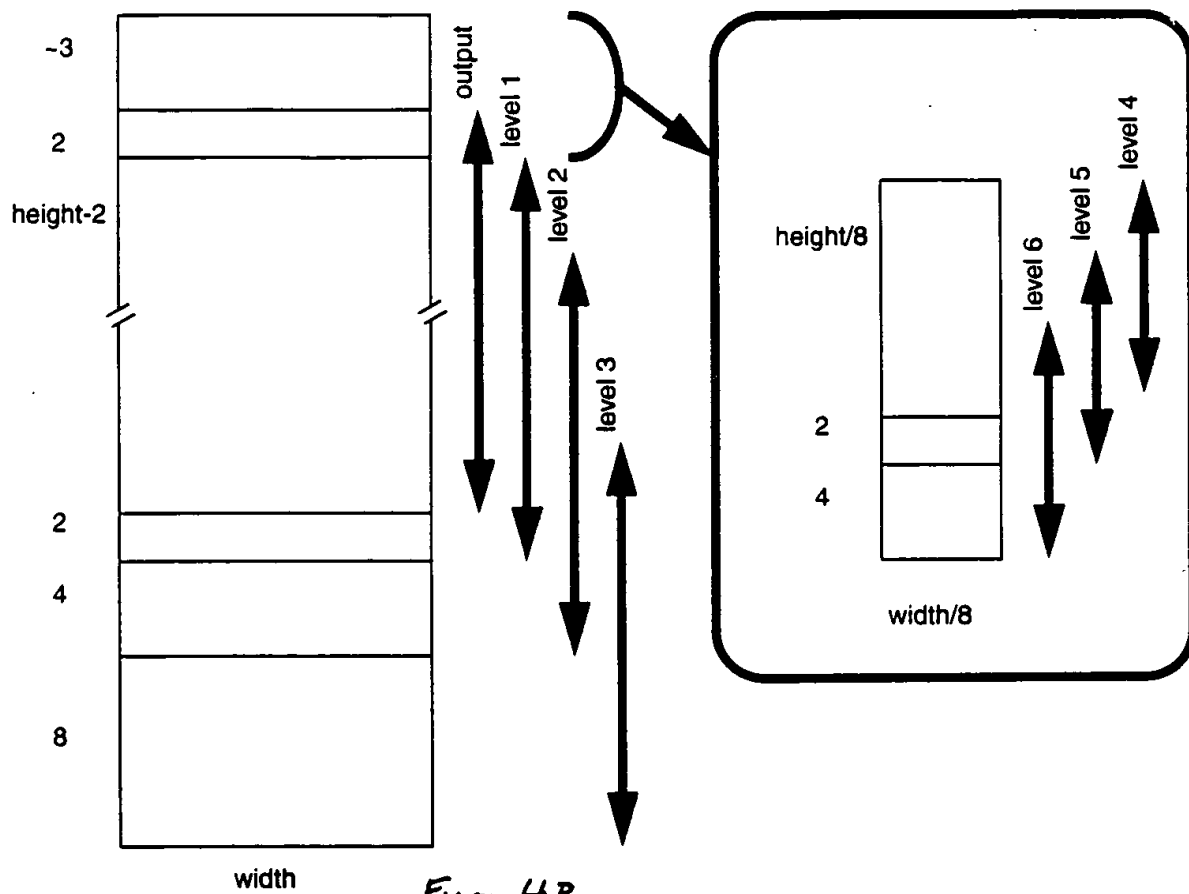 ~3
2
height-2
2
4
8
width
output
level 1
level 2
level 3
height/8
2
4
width/8
level 6
level 5
level 4